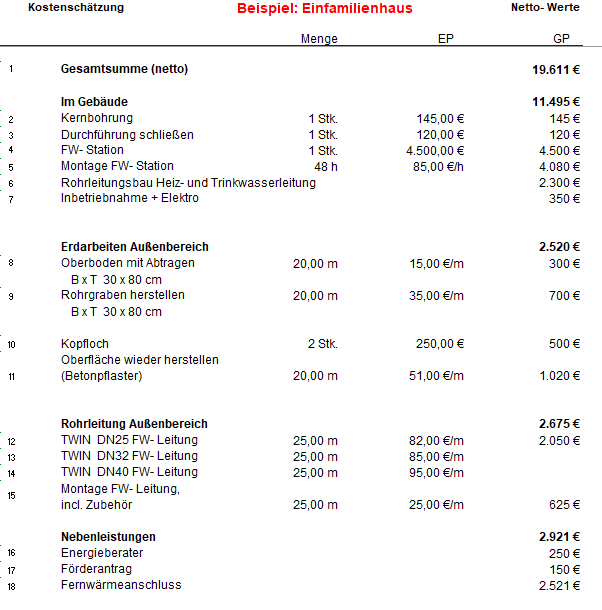 Kostenschätzung Beispiel: Einfamilienhaus Netto- Werte
Menge EP GP
1 Gesamtsumme (netto) 19.611 €
Im Gebäude 11.495 €
2 Kernbohrung 1 Stk. 145,00 € 145 €
3 Durchführung schließen 1 Stk. 120,00 € 120 €
4 FW- Station 1 Stk. 4.500,00 € 4.500 €
5 Montage FW- Station 48 h 85,00 €/h 4.080 €
6 Rohrleitungsbau Heiz- und Trinkwasserleitung 2.300 €
7 Inbetriebnahme + Elektro 350 €
Erdarbeiten Außenbereich 2.520 €
8 Oberboden mit Abtragen 20,00 m 15,00 €/m 300 €
B x T 30 x 80 cm
9 Rohrgraben herstellen 20,00 m 35,00 €/m 700 €
B x T 30 x 80 cm
10 Kopfloch 2 Stk. 250,00 € 500 €
Oberfläche wieder herstellen
11 (Betonpflaster) 20,00 m 51,00 €/m 1.020 €
Rohrleitung Außenbereich 2.675 €
12 TWIN DN25 FW- Leitung 25,00 m 82,00 €/m 2.050 €
13 TWIN DN32 FW- Leitung 25,00 m 85,00 €/m
14 TWIN DN40 FW- Leitung 25,00 m 95,00 €/m
15 Montage FW- Leitung,
incl. Zubehör 25,00 m 25,00 €/m 625 €
Nebenleistungen 2.921 €
16 Energieberater 250 €
17 Förderantrag 150 €
18 Fernwärmeanschluss 2.521 €